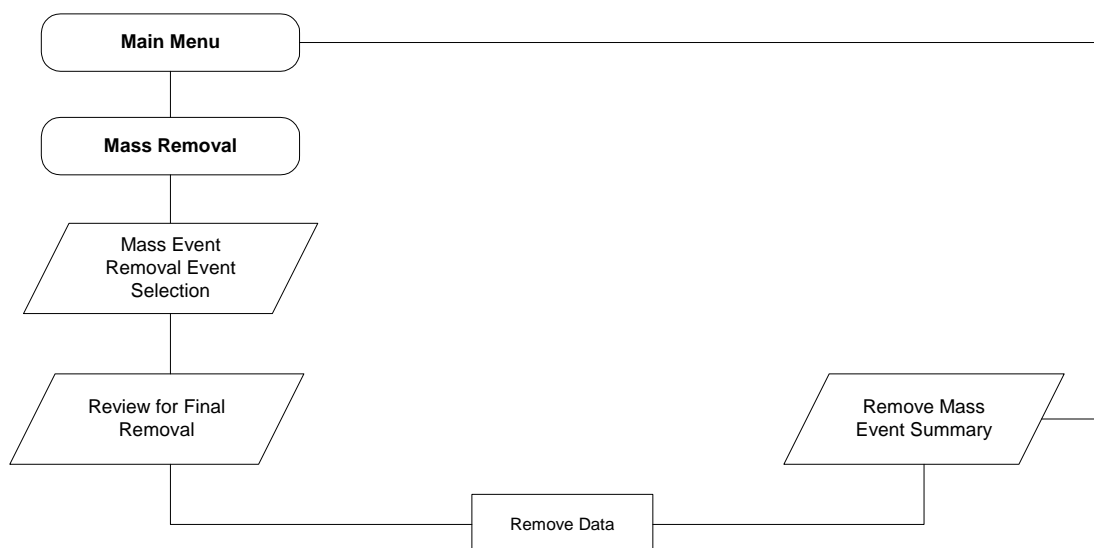 Main Menu
Mass Removal
Mass Event
Removal Event
Selection
Review for Final
Removal
Remove Mass
Event Summary
Remove Data